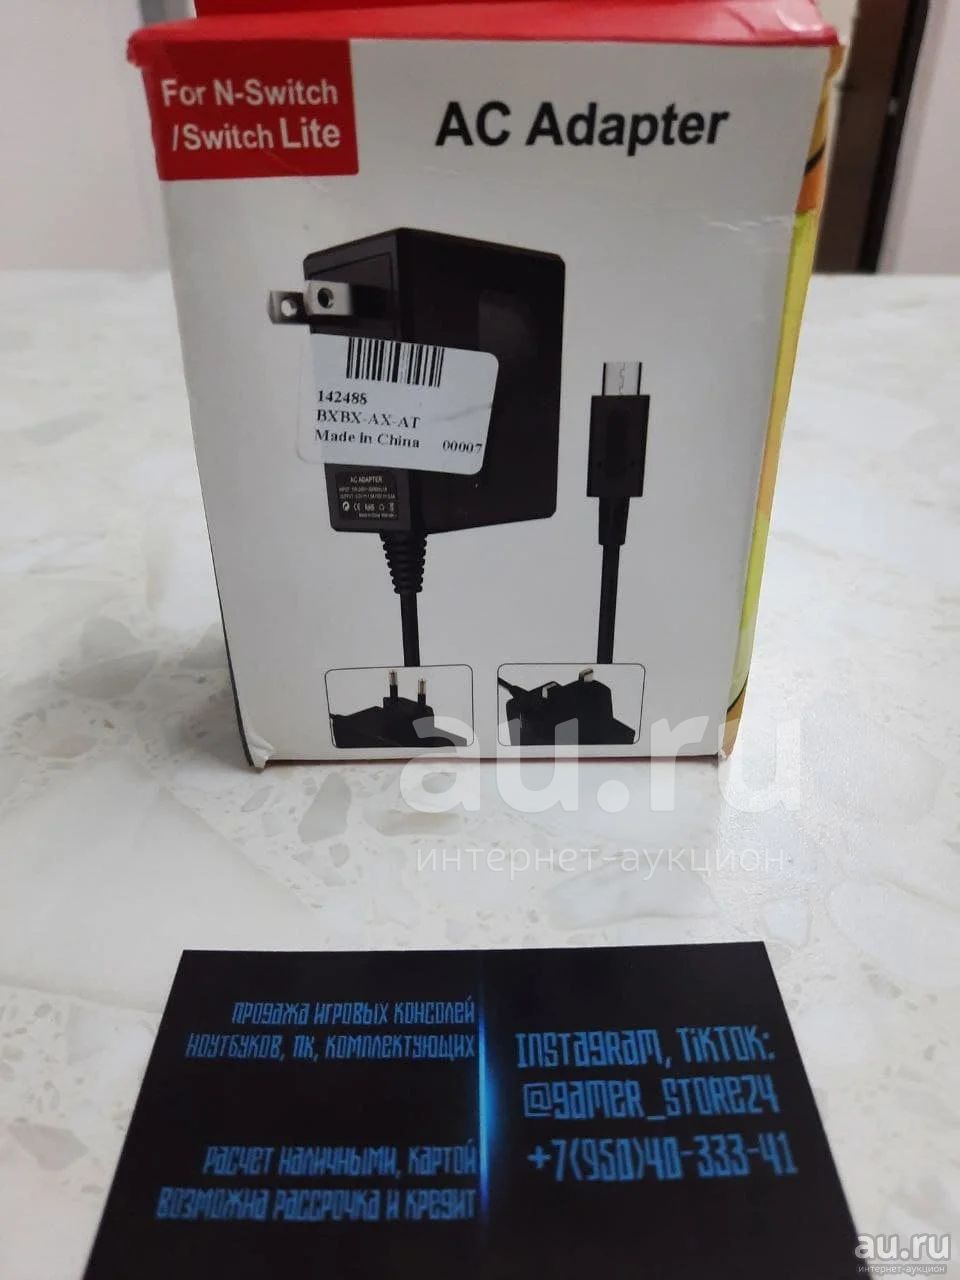 For N-Switch
/Switch Lite
AC Adapter
142488
BXBX-AX-AT
Made in China 00007
AC ADAPTER
au.ru
интернет-аукцион
ПРОДАЖА ИГРОВЫХ КОНСОЛЕЙ
НОУТБУКОВ, ПК, КОМПЛЕКТУЮЩИХ
РАСЧЕТ НАЛИЧНЫМИ, КАРТОЙ
ВОЗМОЖНА РАССРОЧКА И КРЕДИТ
INSTAGRAM, TIKTOK:
@GAMER_STORE24
+7(950)40-333-41
au.ru
интернет-аукцион